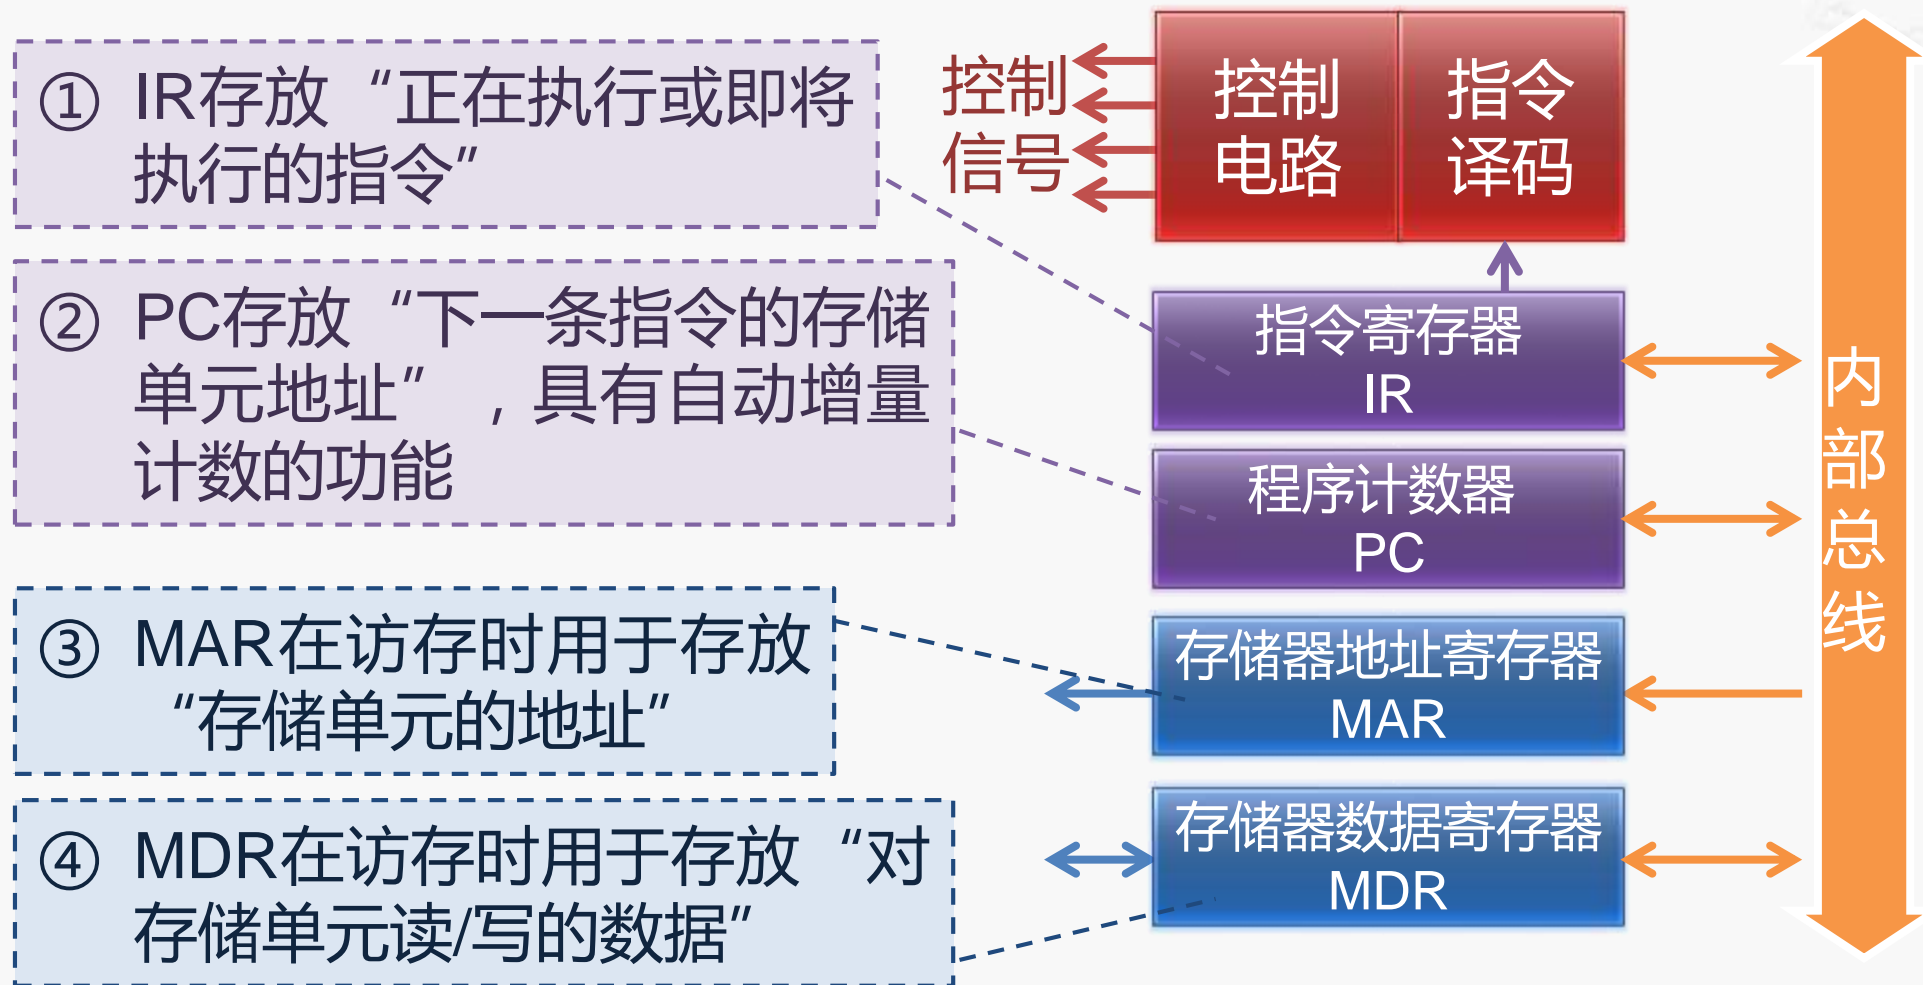 ① IR存放“正在执行或即将
执行的指令”
② PC存放“下一条指令的存储
单元地址”,具有自动增量
计数的功能
③ MAR在访存时用于存放
“存储单元的地址”
④ MDR在访存时用于存放“对
存储单元读/写的数据”
控制
信号
控制
电路
指令
译码
指令寄存器
IR
程序计数器
PC
存储器地址寄存器
MAR
存储器数据寄存器
MDR
内
部
总
线